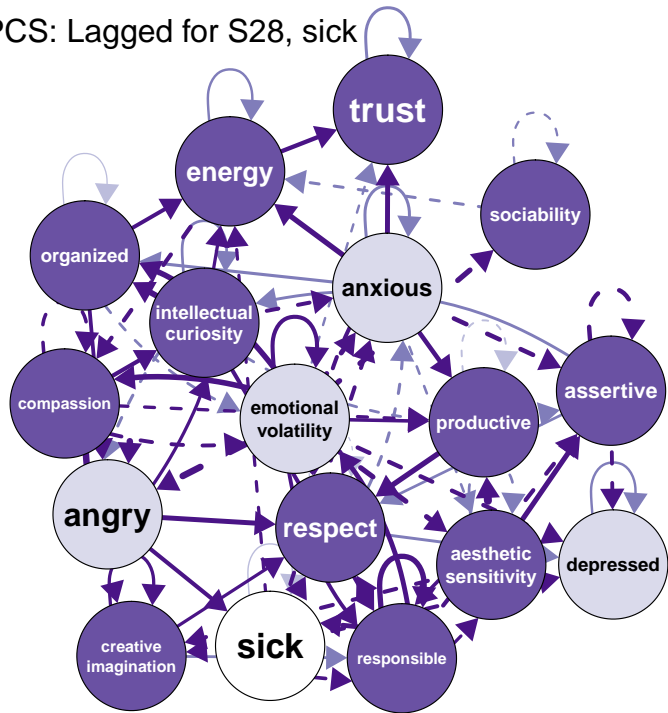 PCS: Lagged for S28, sick
trust
energy
sociability
organized
anxious
intellectual
curiosity
compassion
emotional
volatility
productive
assertive
angry
respect
aesthetic
sensitivity
depressed
creative
imagination
sick
responsible